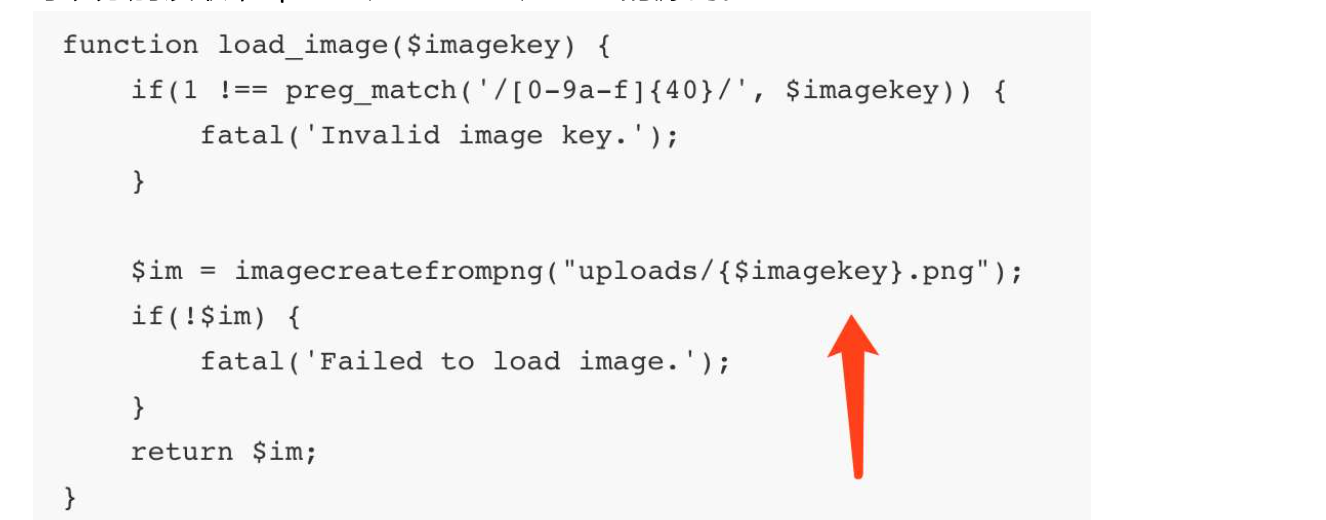 function load_image($imagekey) {
if(1 !== preg_match('/[0-9a-f]{40}/', $imagekey)) {
fatal('Invalid image key.');
}
$im = imagecreatefrompng("uploads/{$imagekey}.png");
if(!$im) {
fatal('Failed to load image.');
}
return $im;
}